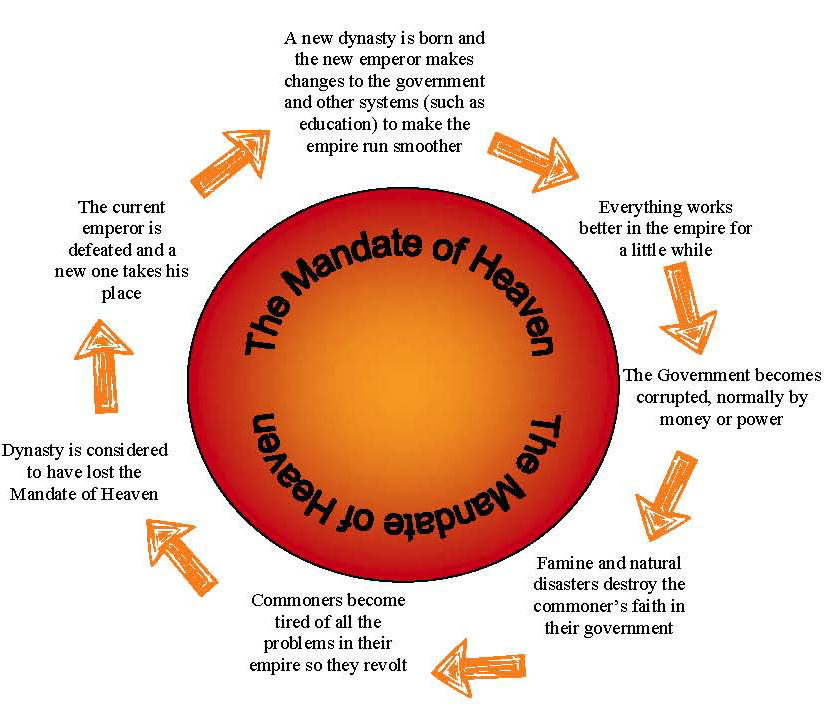 A new dynasty is born and
the new emperor makes
changes to the government
and other systems (such as
education) to make the
empire run smoother
Everything works
better in the empire for
a little while
The Government becomes
corrupted, normally by
money or power
Famine and natural
disasters destroy the
commoner’s faith in
their government
Commoners become
tired of all the
problems in their
empire so they revolt
Dynasty is considered
to have lost the
Mandate of Heaven
The current
emperor is
defeated and a
new one takes his
place
The Mandate of Heaven
The Mandate of Heaven